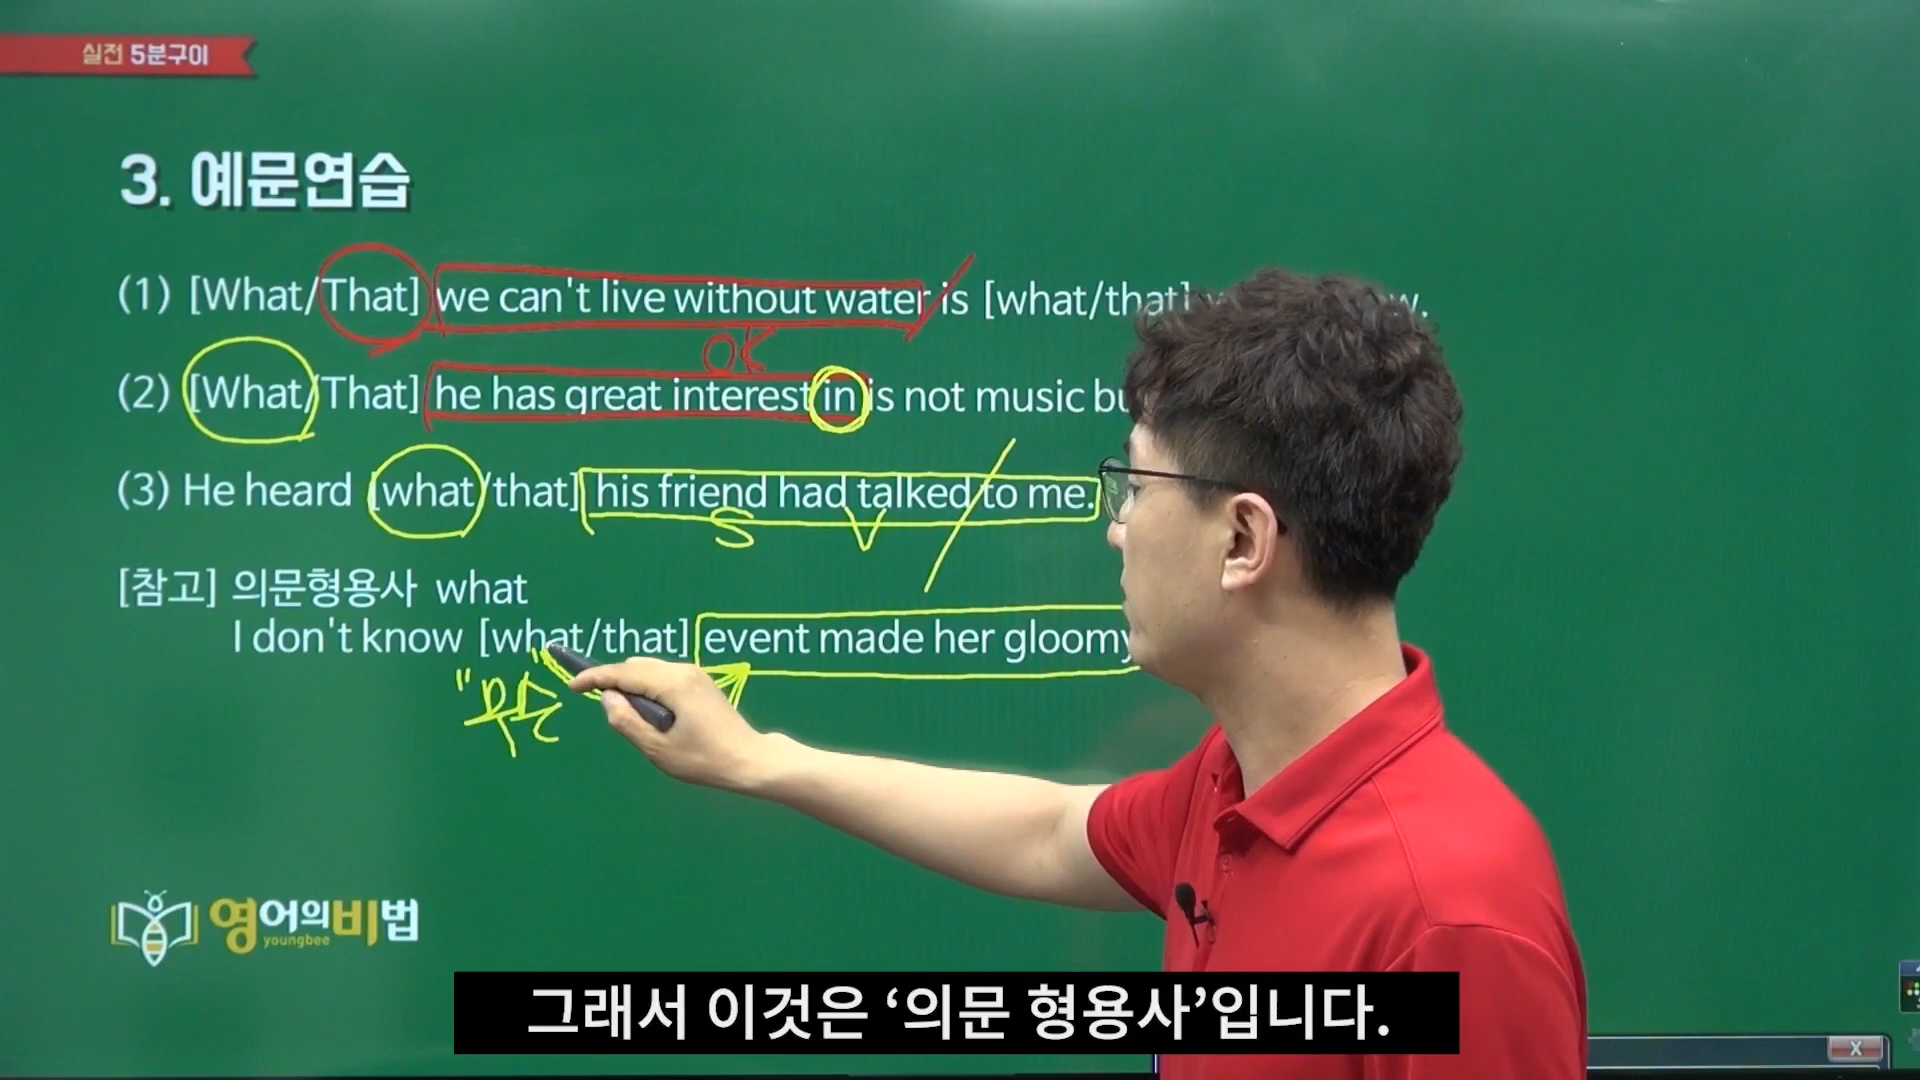 실전 5분구이
3. 예문연습
(1) [What/That] we can't live without water is [what/that]
OK
(2) [What/That] he has great interest in is not music
(3) He heard [what/that] his friend had talked to me.
S V
[참고] 의문형용사 what
I don't know [what/that] event made her gloomy
"무슨"
영어의비법
youngbee
그래서 이것은 ‘의문 형용사’입니다.
X